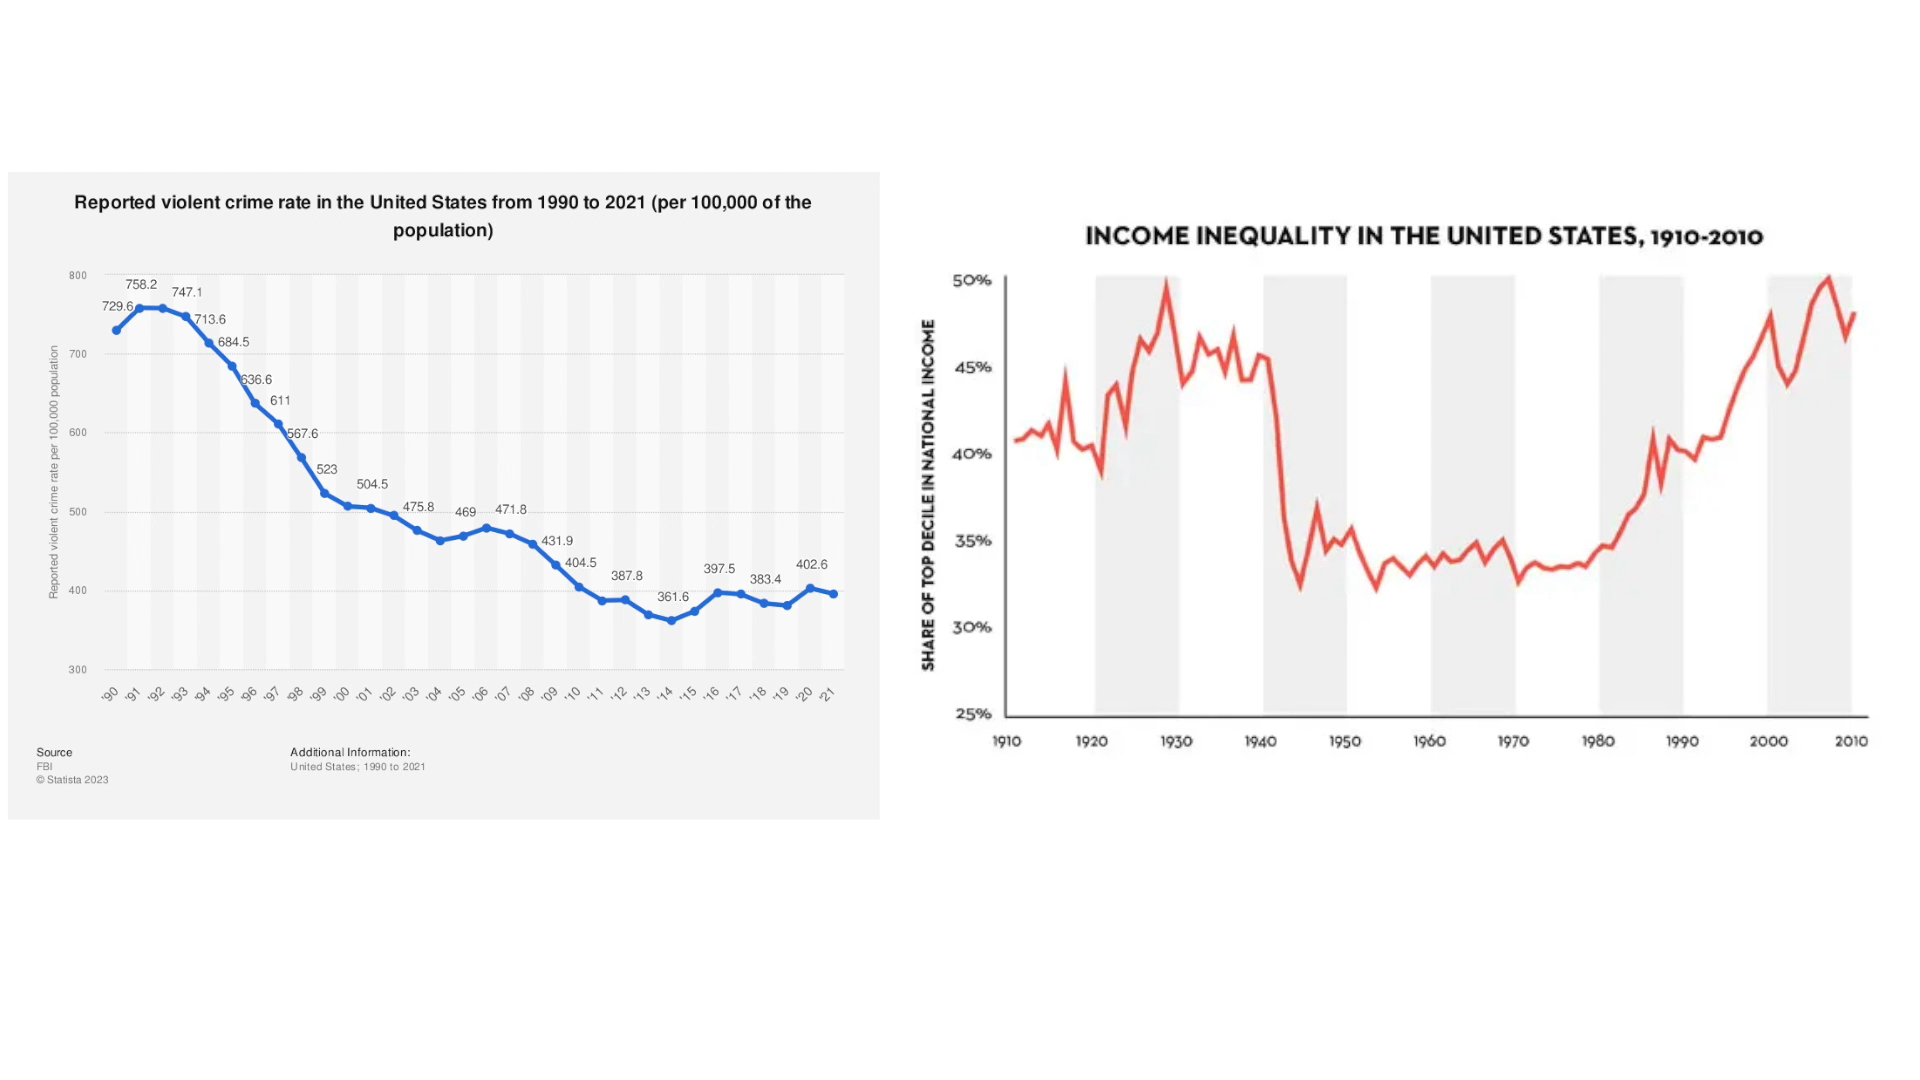 Reported violent crime rate in the United States from 1990 to 2021 (per 100,000 of the
population)
Reported violent crime rate per 100,000 population
800
700
600
500
400
300
729.6
758.2
747.1
713.6
684.5
636.6
611
567.6
523
504.5
475.8
469
471.8
431.9
404.5
387.8
361.6
397.5
383.4
402.6
'90 '91 '92 '93 '94 '95 '96 '97 '98 '99 '00 '01 '02 '03 '04 '05 '06 '07 '08 '09 '10 '11 '12 '13 '14 '15 '16 '17 '18 '19 '20 '21
Source
FBI
© Statista 2023
Additional Information:
United States; 1990 to 2021
INCOME INEQUALITY IN THE UNITED STATES, 1910-2010
SHARE OF TOP DECILE IN NATIONAL INCOME
50%
45%
40%
35%
30%
25%
1910 1920 1930 1940 1950 1960 1970 1980 1990 2000 2010